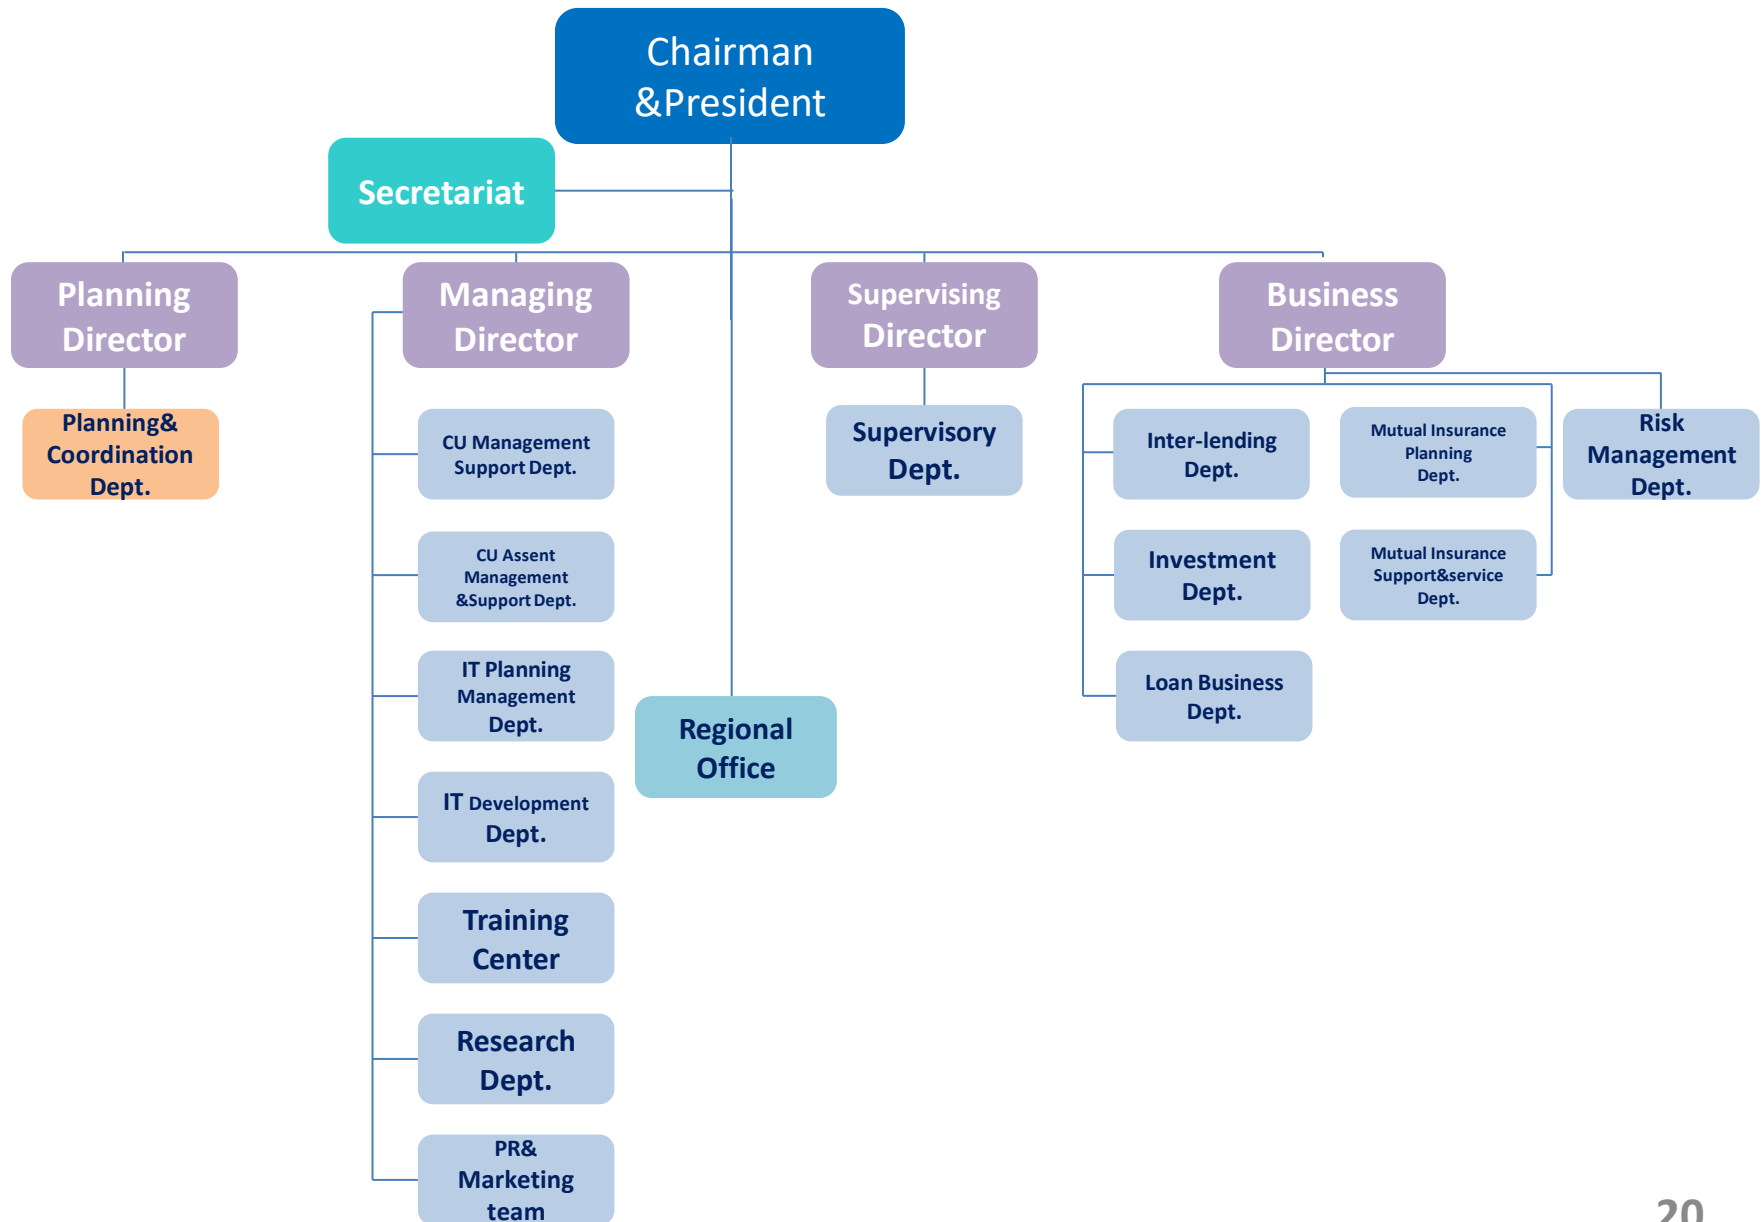 Chairman
&President
Secretariat
Planning
Director
Managing
Director
Supervising
Director
Business
Director
Planning&
Coordination
Dept.
CU Management
Support Dept.
CU Assent
Management
&Support Dept.
IT Planning
Management
Dept.
IT Development
Dept.
Training
Center
Research
Dept.
PR&
Marketing
team
Regional
Office
Supervisory
Dept.
Inter-lending
Dept.
Investment
Dept.
Loan Business
Dept.
Mutual Insurance
Planning
Dept.
Mutual Insurance
Support&service
Dept.
Risk
Management
Dept.
20